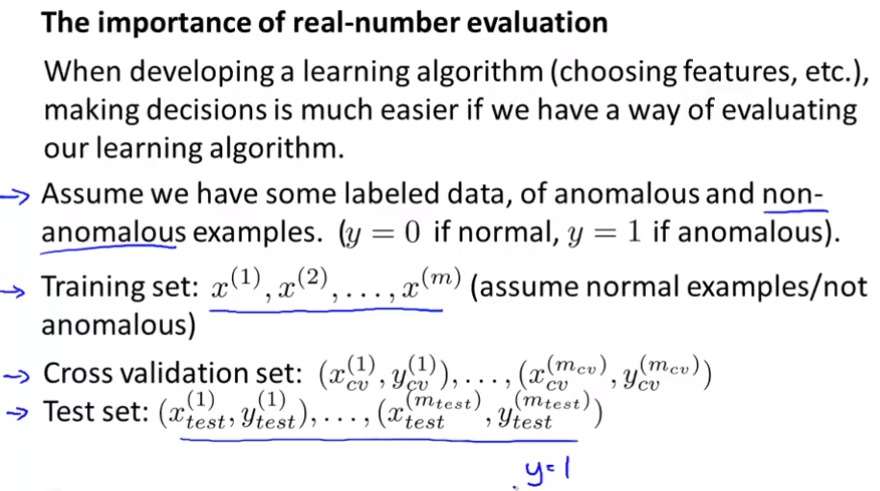 The importance of real-number evaluation
When developing a learning algorithm (choosing features, etc.),
making decisions is much easier if we have a way of evaluating
our learning algorithm.
→ Assume we have some labeled data, of anomalous and non-
anomalous examples. (y = 0 if normal, y = 1 if anomalous).
→ Training set: x^{(1)}, x^{(2)}, . . . , x^{(m)} (assume normal examples/not
anomalous)
→ Cross validation set: (x_{cv}^{(1)}, y_{cv}^{(1)}), . . . , (x_{cv}^{(m_{cv})}, y_{cv}^{(m_{cv})})
→ Test set: (x_{test}^{(1)}, y_{test}^{(1)}), . . . , (x_{test}^{(m_{test})}, y_{test}^{(m_{test})})
y=1